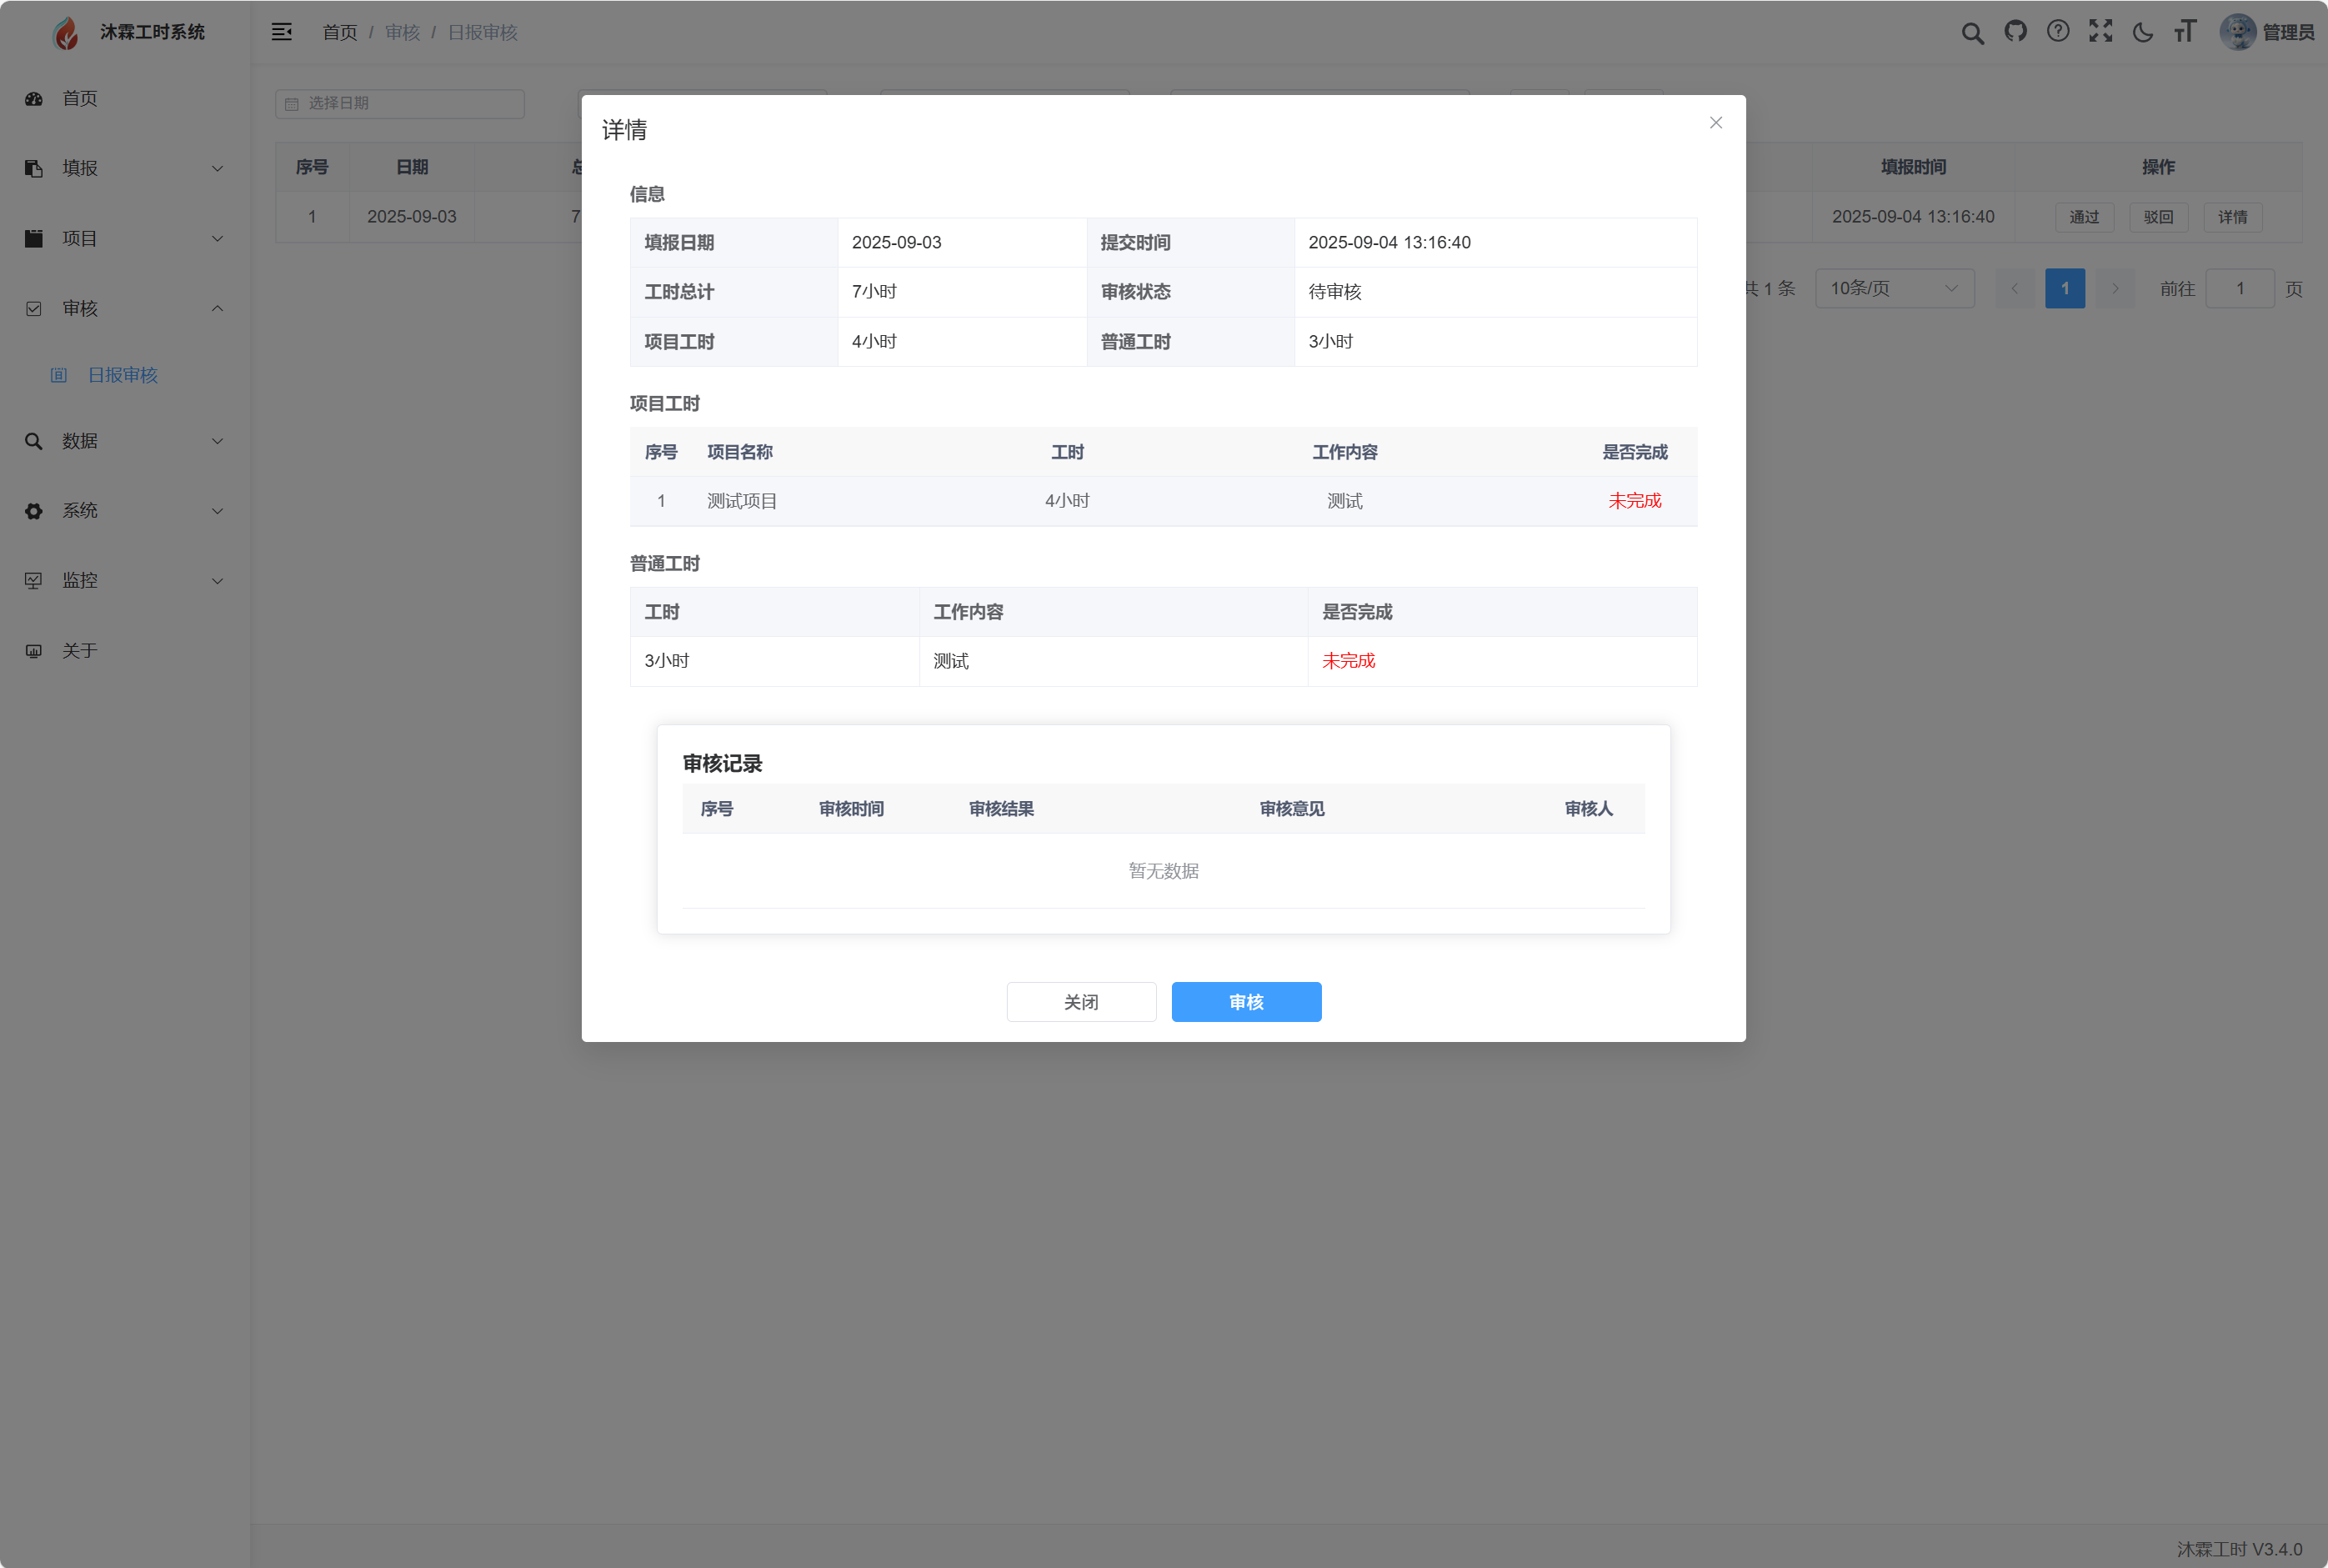 沐霖工时系统
首页 / 审核 / 日报审核
管理员
首页
填报
项目
审核
日报审核
数据
系统
监控
关于
选择日期
序号 日期 总 填报时间 操作
1 2025-09-03 7 2025-09-04 13:16:40 通过 驳回 详情
共 1 条 10条/页 1 前往 1 页
详情
信息
填报日期 2025-09-03 提交时间 2025-09-04 13:16:40
工时总计 7小时 审核状态 待审核
项目工时 4小时 普通工时 3小时
项目工时
序号 项目名称 工时 工作内容 是否完成
1 测试项目 4小时 测试 未完成
普通工时
工时 工作内容 是否完成
3小时 测试 未完成
审核记录
序号 审核时间 审核结果 审核意见 审核人
暂无数据
关闭 审核
沐霖工时 V3.4.0